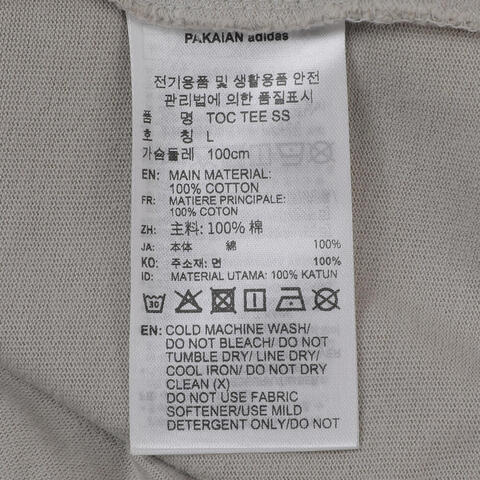 PAKAIAN adidas
전기용품 및 생활용품 안전
관리법에 의한 품질표시
품 명 TOC TEE SS
호 칭 L
가슴둘레 100cm
EN: MAIN MATERIAL:
100% COTTON
FR: MATIERE PRINCIPALE:
100% COTON
ZH: 主料: 100% 棉
JA: 本体 綿 100%
KO: 주소재: 면 100%
ID: MATERIAL UTAMA: 100% KATUN
30
EN: COLD MACHINE WASH/
DO NOT BLEACH/ DO NOT
TUMBLE DRY/ LINE DRY/
COOL IRON/ DO NOT DRY
CLEAN (X)
DO NOT USE FABRIC
SOFTENER/USE MILD
DETERGENT ONLY/DO NOT